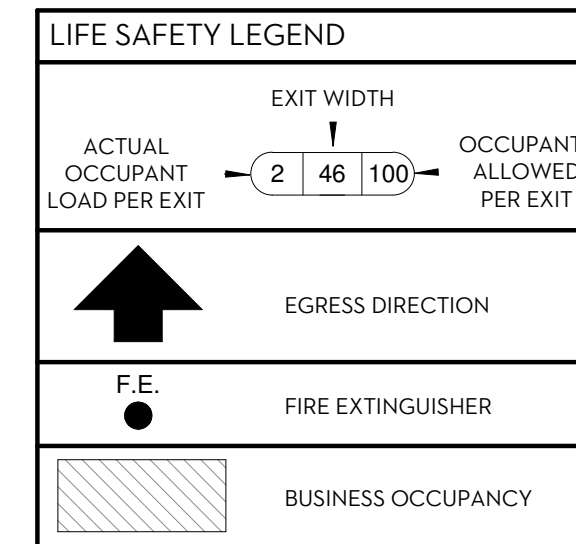 LIFE SAFETY LEGEND
EXIT WIDTH
ACTUAL
OCCUPANT
LOAD PER EXIT
2 46 100
OCCUPANT
ALLOWED
PER EXIT
EGRESS DIRECTION
F.E.
FIRE EXTINGUISHER
BUSINESS OCCUPANCY